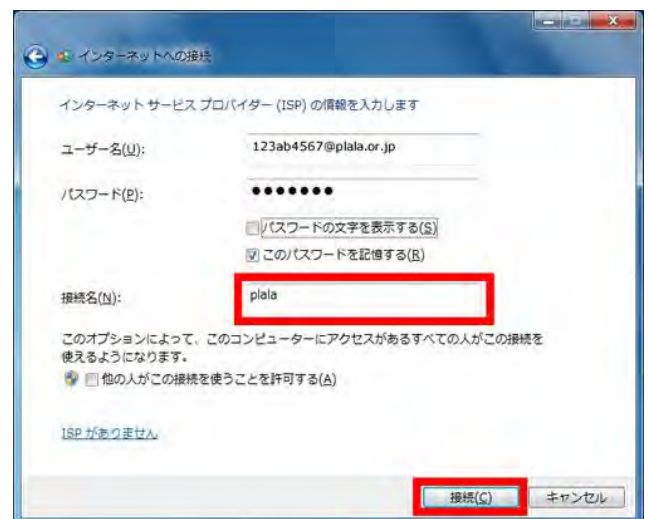 インターネットへの接続
インターネット サービス プロバイダー (ISP) の情報を入力します
ユーザー名(U): 123ab4567@plala.or.jp
パスワード(P): ●●●●●●●
パスワードの文字を表示する(S)
このパスワードを記憶する(R)
接続名(N): plala
このオプションによって、このコンピューターにアクセスがあるすべての人がこの接続を
使えるようになります。
他の人がこの接続を使うことを許可する(A)
ISP がありません
接続(C) キャンセル